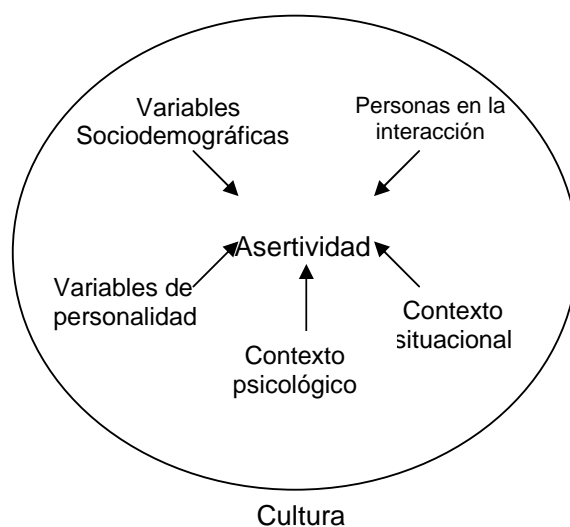 Variables
Sociodemográficas
Personas en la
interacción
Asertividad
Variables de
personalidad
Contexto
situacional
Contexto
psicológico
Cultura